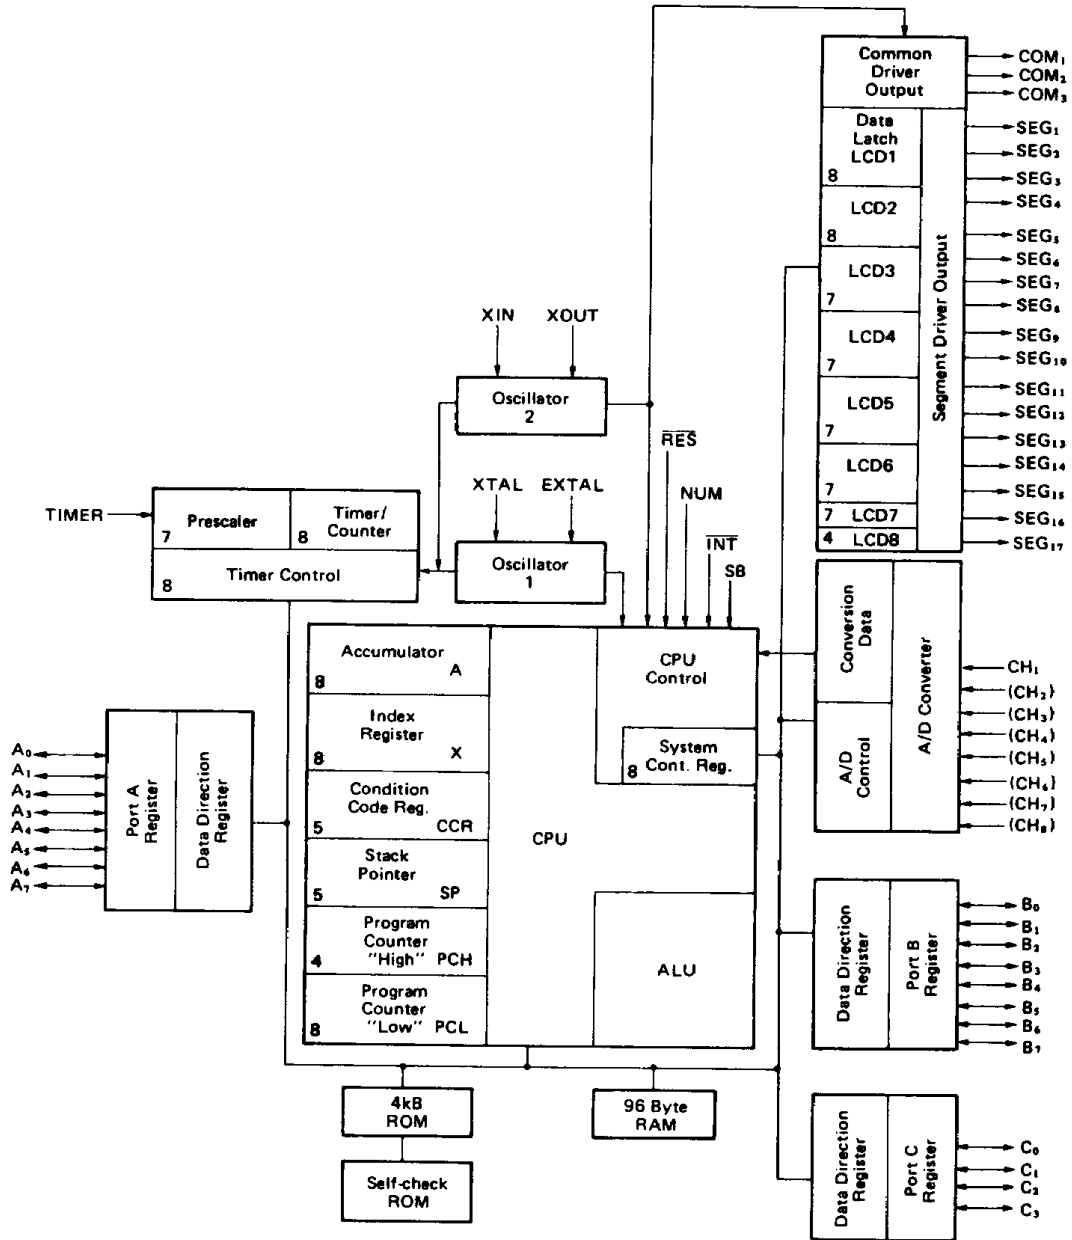 Common
Driver
Output
COM₁
COM₂
COM₃
Data
Latch
LCD1
8
LCD2
8
LCD3
7
LCD4
7
LCD5
7
LCD6
7
7 LCD7
4 LCD8
Segment Driver Output
SEG₁
SEG₂
SEG₃
SEG₄
SEG₅
SEG₆
SEG₇
SEG₈
SEG₉
SEG₁₀
SEG₁₁
SEG₁₂
SEG₁₃
SEG₁₄
SEG₁₅
SEG₁₆
SEG₁₇
XIN XOUT
Oscillator
2
XTAL EXTAL
Oscillator
1
R̅E̅S̅
NUM
I̅N̅T̅
SB
TIMER
Prescaler
7
Timer/
Counter
8
Timer Control
8
Accumulator
8 A
Index
Register
8 X
Condition
Code Reg.
5 CCR
Stack
Pointer
5 SP
Program
Counter
4 "High" PCH
Program
Counter
8 "Low" PCL
CPU
CPU
Control
System
8 Cont. Reg.
ALU
Conversion
Data
A/D
Control
A/D Converter
CH₁
(CH₂)
(CH₃)
(CH₄)
(CH₅)
(CH₆)
(CH₇)
(CH₈)
A₀
A₁
A₂
A₃
A₄
A₅
A₆
A₇
Port A
Register
Data Direction
Register
Data Direction
Register
Port B
Register
B₀
B₁
B₂
B₃
B₄
B₅
B₆
B₇
4kB
ROM
Self-check
ROM
96 Byte
RAM
Data Direction
Register
Port C
Register
C₀
C₁
C₂
C₃